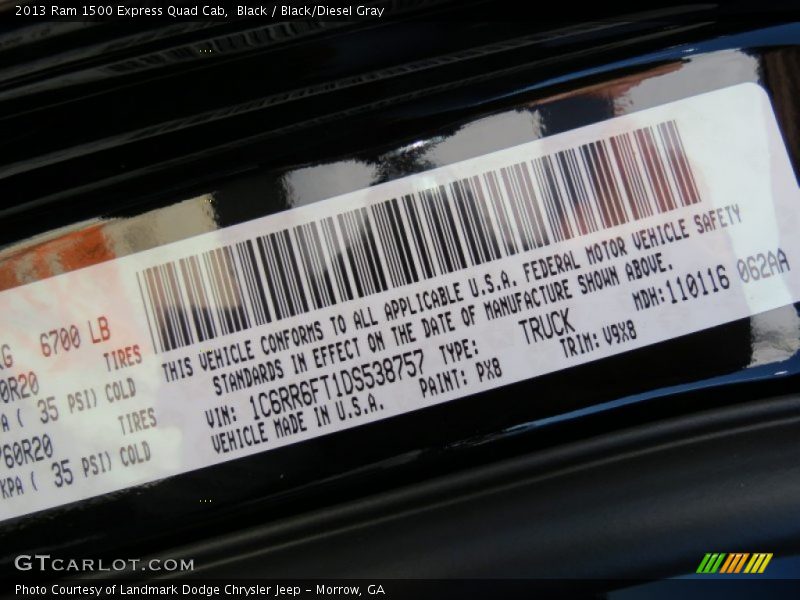 2013 Ram 1500 Express Quad Cab,  Black / Black/Diesel Gray
KG 6700 LB
TIRES
0R20
A ( 35 PSI) COLD
TIRES
/60R20
KPA ( 35 PSI) COLD
THIS VEHICLE CONFORMS TO ALL APPLICABLE U.S.A. FEDERAL MOTOR VEHICLE SAFETY
STANDARDS IN EFFECT ON THE DATE OF MANUFACTURE SHOWN ABOVE.
VIN: 1C6RR6FT1DS538757 TYPE: TRUCK MDH: 110116 062AA
VEHICLE MADE IN U.S.A. PAINT: PX8 TRIM: V9X8
GTCARLOT.COM
Photo Courtesy of Landmark Dodge Chrysler Jeep – Morrow, GA